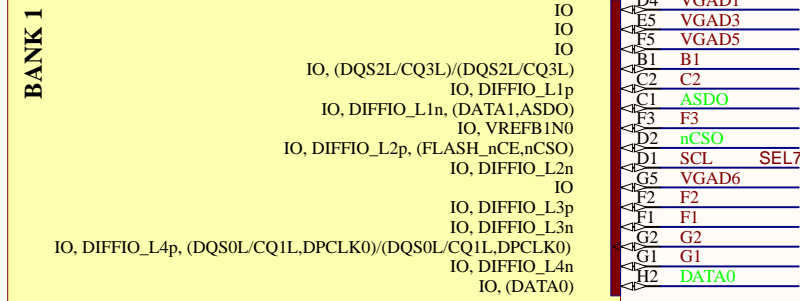 BANK 1
IO D4 VGAD1
IO E5 VGAD3
IO F5 VGAD5
IO, (DQS2L/CQ3L)/(DQS2L/CQ3L) B1 B1
IO, DIFFIO_L1p C2 C2
IO, DIFFIO_L1n, (DATA1,ASDO) C1 ASDO
IO, VREFB1N0 F3 F3
IO, DIFFIO_L2p, (FLASH_nCE,nCSO) D2 nCSO
IO, DIFFIO_L2n D1 SCL SEL7
IO G5 VGAD6
IO, DIFFIO_L3p F2 F2
IO, DIFFIO_L3n F1 F1
IO, DIFFIO_L4p, (DQS0L/CQ1L,DPCLK0)/(DQS0L/CQ1L,DPCLK0) G2 G2
IO, DIFFIO_L4n G1 G1
IO, (DATA0) H2 DATA0